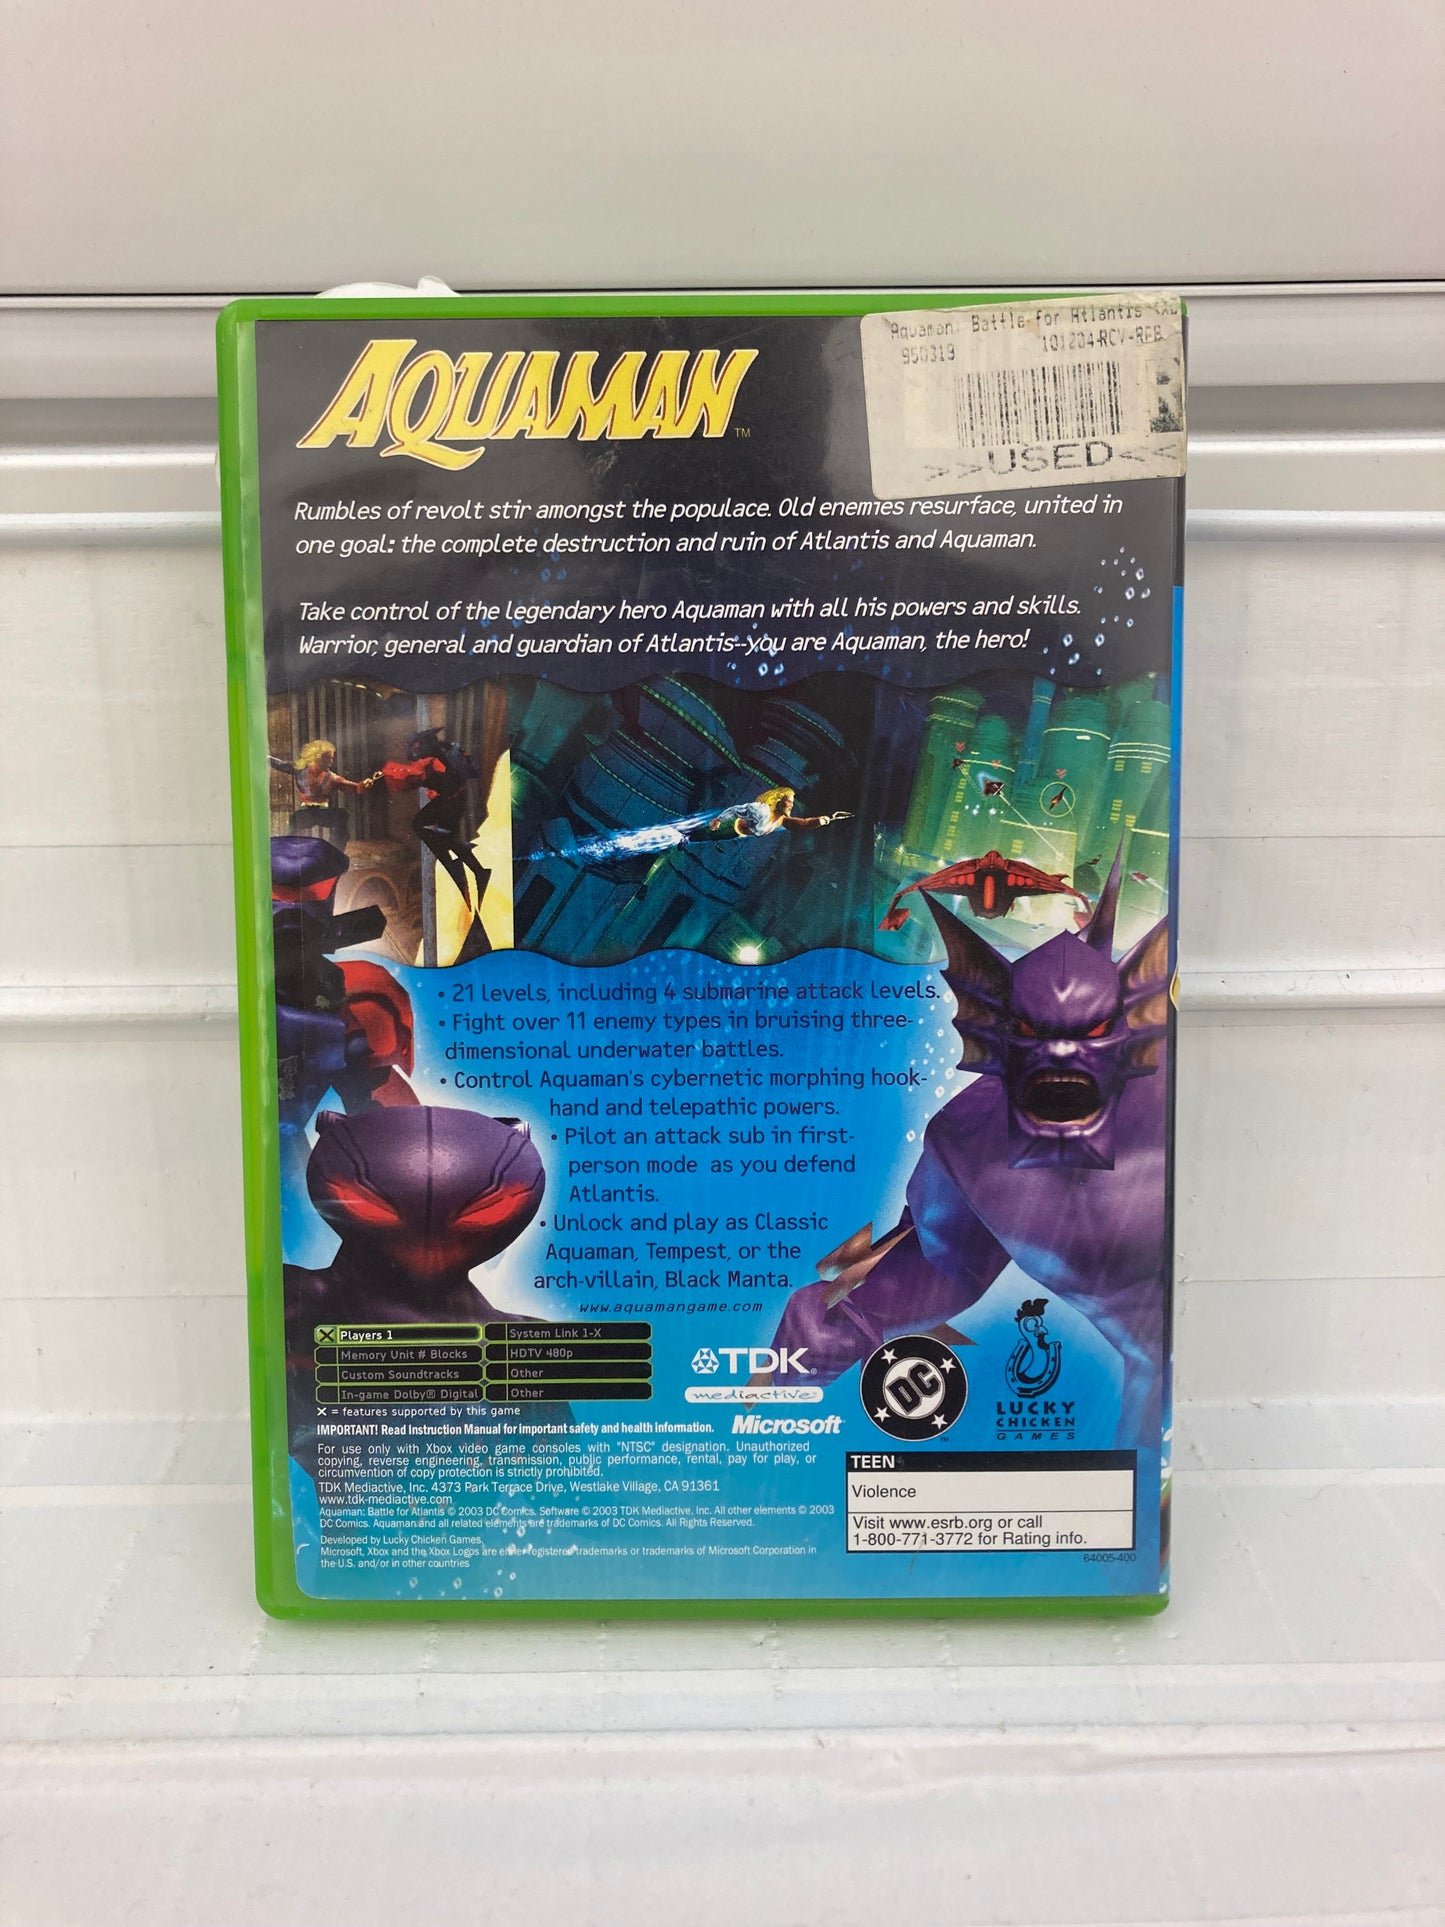 Aquaman: Battle for Atlantis
950319 101204-RCV-RFB
>>USED<<
AQUAMAN™
Rumbles of revolt stir amongst the populace. Old enemies resurface, united in
one goal: the complete destruction and ruin of Atlantis and Aquaman.
Take control of the legendary hero Aquaman with all his powers and skills.
Warrior, general and guardian of Atlantis--you are Aquaman, the hero!
• 21 levels, including 4 submarine attack levels.
• Fight over 11 enemy types in bruising three-
dimensional underwater battles.
• Control Aquaman's cybernetic morphing hook-
hand and telepathic powers.
• Pilot an attack sub in first-
person mode as you defend
Atlantis.
• Unlock and play as Classic
Aquaman, Tempest, or the
arch-villain, Black Manta.
www.aquamangame.com
X Players 1
Memory Unit # Blocks
Custom Soundtracks
In-game Dolby® Digital
System Link 1-X
HDTV 480p
Other
Other
X = features supported by this game
TDK®
mediactive™
Microsoft®
DC™
LUCKY
CHICKEN
GAMES
IMPORTANT! Read Instruction Manual for important safety and health information.
For use only with Xbox video game consoles with "NTSC" designation. Unauthorized
copying, reverse engineering, transmission, public performance, rental, pay for play, or
circumvention of copy protection is strictly prohibited.
TDK Mediactive, Inc. 4373 Park Terrace Drive, Westlake Village, CA 91361
www.tdk-mediactive.com
Aquaman: Battle for Atlantis © 2003 DC Comics. Software © 2003 TDK Mediactive, Inc. All other elements © 2003
DC Comics. Aquaman and all related elements are trademarks of DC Comics. All Rights Reserved.
Developed by Lucky Chicken Games.
Microsoft, Xbox and the Xbox Logos are either registered trademarks or trademarks of Microsoft Corporation in
the U.S. and/or in other countries
TEEN
Violence
Visit www.esrb.org or call
1-800-771-3772 for Rating info.
64005-400